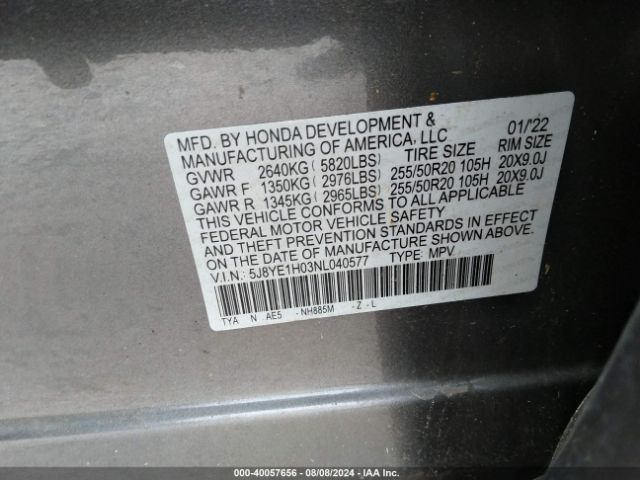 MFD. BY HONDA DEVELOPMENT &
MANUFACTURING OF AMERICA, LLC 01/'22
GVWR 2640KG ( 5820LBS) TIRE SIZE RIM SIZE
GAWR F 1350KG ( 2976LBS) 255/50R20 105H 20X9.0J
GAWR R 1345KG ( 2965LBS) 255/50R20 105H 20X9.0J
THIS VEHICLE CONFORMS TO ALL APPLICABLE
FEDERAL MOTOR VEHICLE SAFETY
AND THEFT PREVENTION STANDARDS IN EFFECT
ON THE DATE OF MANUFACTURE SHOWN ABOVE.
V.I.N.: 5J8YE1H03NL040577 TYPE: MPV
TYA N AE5 - NH885M - Z - L
000-40057656 - 08/08/2024 - IAA Inc.